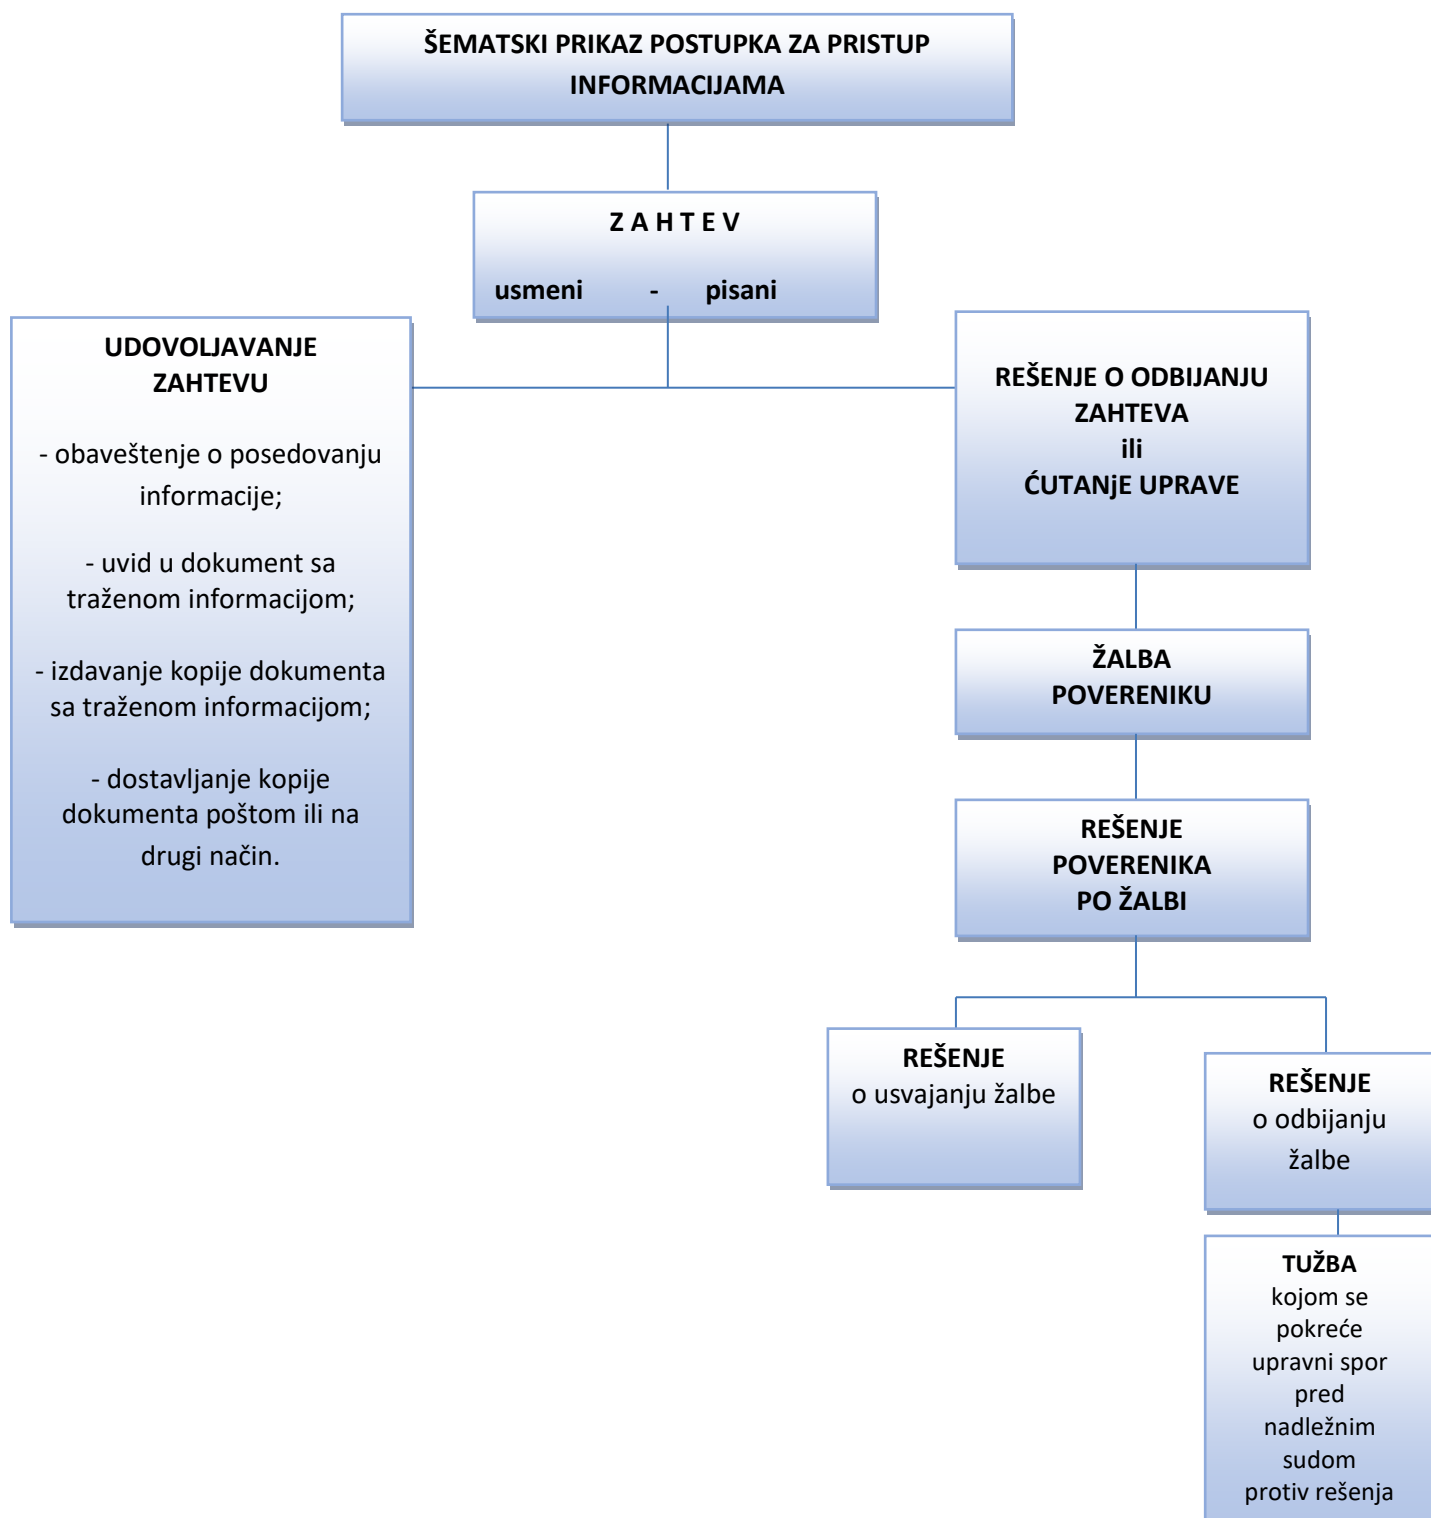 ŠEMATSKI PRIKAZ POSTUPKA ZA PRISTUP
INFORMACIJAMA
Z A H T E V
usmeni - pisani
UDOVOLJAVANJE
ZAHTEVU
- obaveštenje o posedovanju
informacije;
- uvid u dokument sa
traženom informacijom;
- izdavanje kopije dokumenta
sa traženom informacijom;
- dostavljanje kopije
dokumenta poštom ili na
drugi način.
REŠENJE O ODBIJANJU
ZAHTEVA
ili
ĆUTANjE UPRAVE
ŽALBA
POVERENIKU
REŠENJE
POVERENIKA
PO ŽALBI
REŠENJE
o usvajanju žalbe
REŠENJE
o odbijanju
žalbe
TUŽBA
kojom se
pokreće
upravni spor
pred
nadležnim
sudom
protiv rešenja